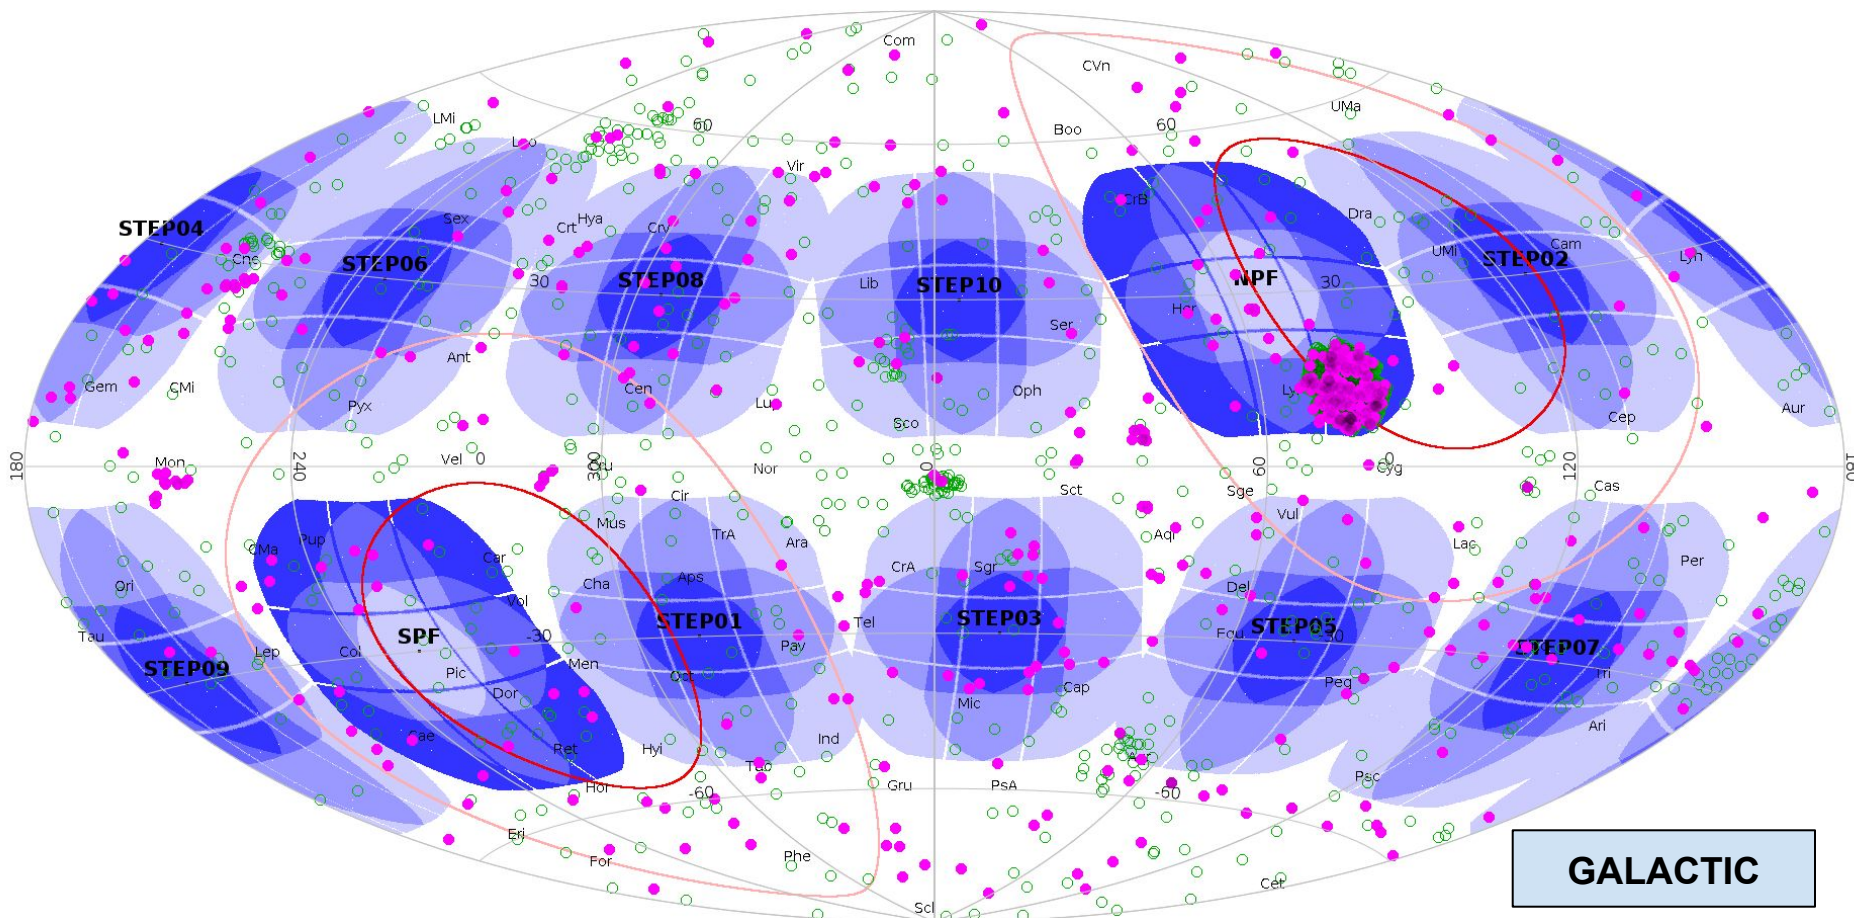 Com
CVn
UMa
LMi
60
60
Boo
Leo
Vir
CrB
Dra
STEP04
Sex
Hya
Crt
Crv
UMi
Cam
Cnc
STEP06
STEP02
Lyn
30
STEP08
Lib
STEP10
NPF
30
Her
Ser
Ant
Gem
CMi
Cen
Oph
Pyx
Lup
Aur
Sco
Cep
180
Mon
240
Vel
0
300
Nor
0
60
0
Cyg
120
180
Cir
Sct
Sge
Cas
Mus
Vul
Pup
TrA
Ara
Aql
Lac
CMa
Car
CrA
Sgr
Per
Ori
Cha
Aps
Del
Vol
STEP01
STEP03
STEP05
Tau
SPF
-30
Tel
Equ
-30
STEP09
Lep
Col
Men
Pav
STEP07
Pic
Oct
Peg
Tri
Dor
Cap
Mic
Cae
Ret
Hyi
Ind
Ari
Aqr
Tuc
Psc
Hor
-60
Gru
PsA
-60
Eri
For
Phe
GALACTIC
Cet
Scl